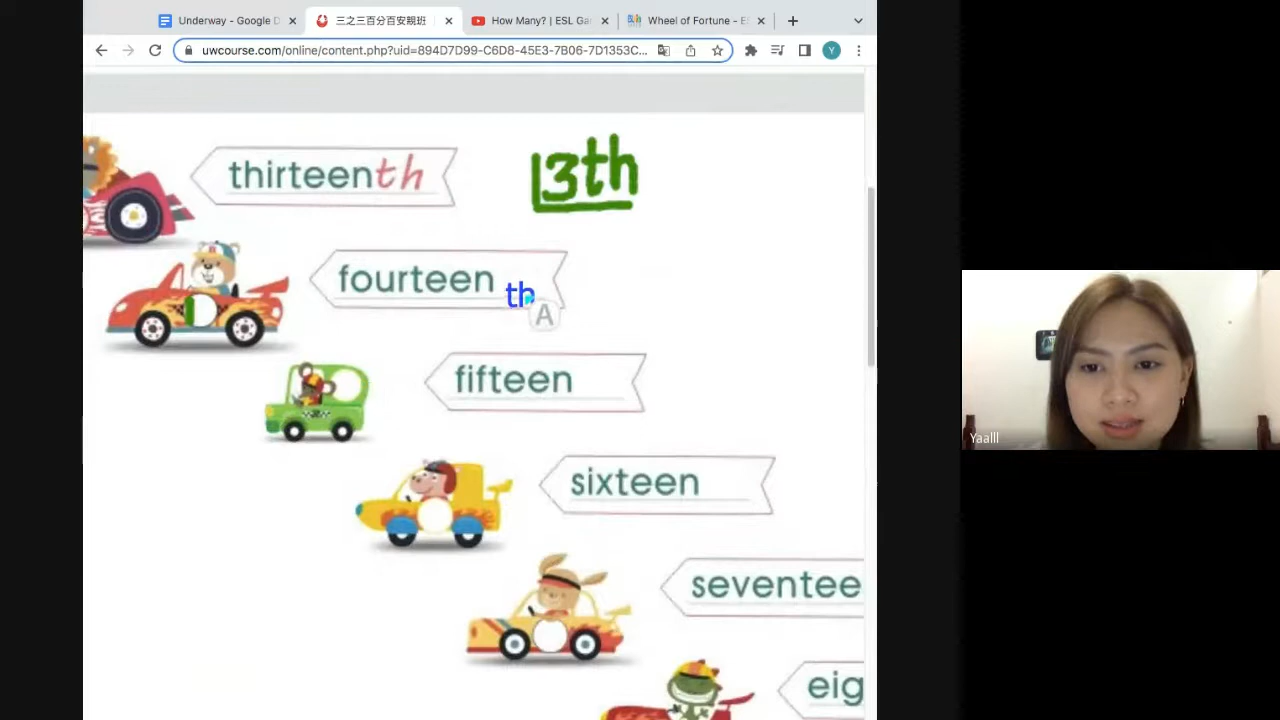 Underway - Google D
三之三百分百安親班
How Many? | ESL Ga
Wheel of Fortune - E
uwcourse.com/online/content.php?uid=894D7D99-C6D8-45E3-7B06-7D1353C...
Y
thirteenth
13th
fourteen th
A
fifteen
sixteen
seventee
eig
Yaalll